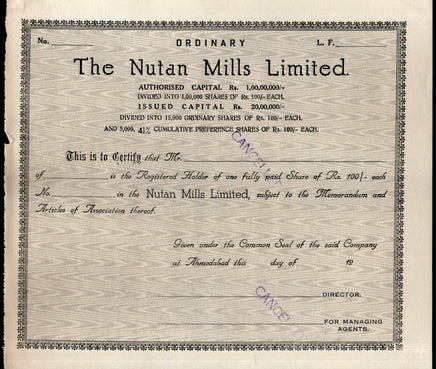 No. ORDINARY L. F.
The Nutan Mills Limited.
AUTHORISED CAPITAL Rs. 1,00,00,000/-
DIVIDED INTO 1,00,000 SHARES OF RS. 100/- EACH.
ISSUED CAPITAL Rs. 20,00,000/-
DIVIDED INTO 15,000 ORDINARY SHARES OF Rs. 100/- EACH.
AND 5,000, 4½% CUMULATIVE PREFERENCE SHARES OF Rs. 100/- EACH.
CANCELLED
This is to Certify that Mr.
of is the Registered Holder of one fully paid Share of Rs. 100/- each
No. in the Nutan Mills Limited, subject to the Memorandum and
Articles of Association thereof.
Given under the Common Seal of the said Company
at Ahmedabad this day of 19
CANCELLED
DIRECTOR.
FOR MANAGING
AGENTS.